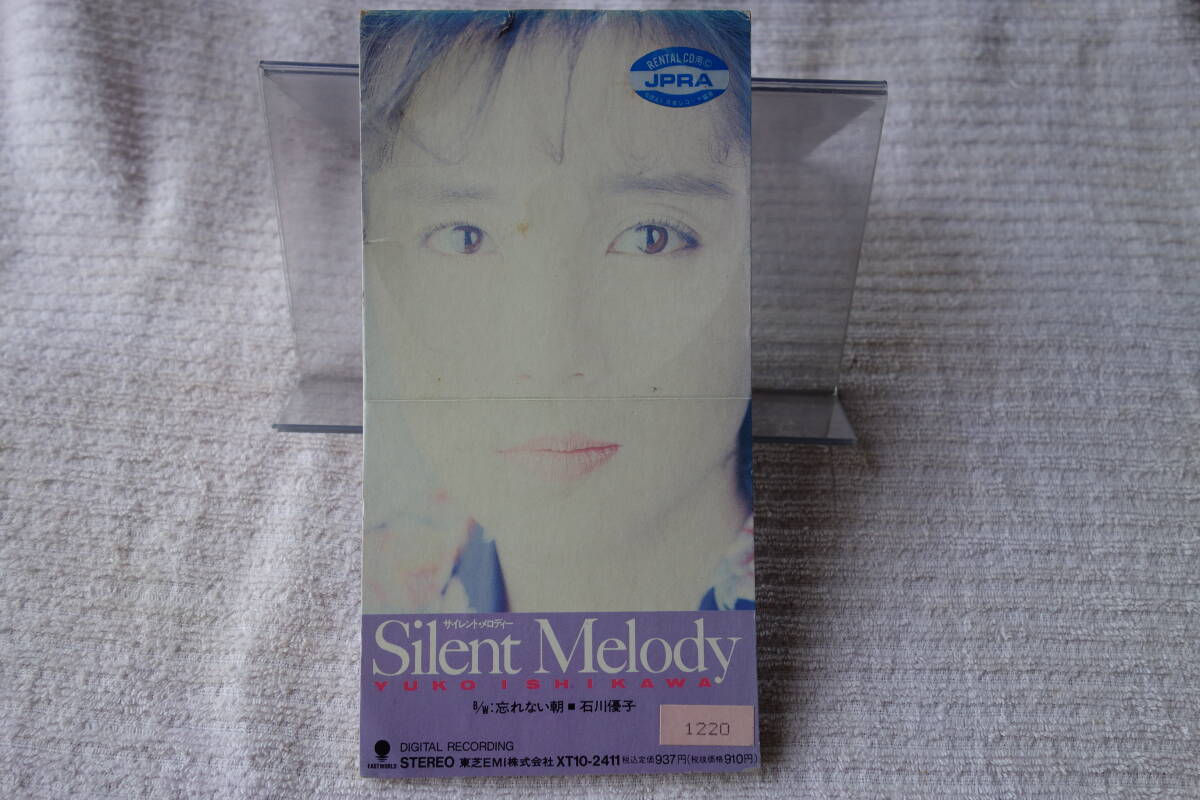 RENTAL CD用 ©
JPRA
サイレント・メロディー
Silent Melody
YUKO ISHIKAWA
B/W:忘れない朝■石川優子
1220
DIGITAL RECORDING
EASTWORLD
STEREO 東芝EMI株式会社 XT10-2411 税込定価937円(税抜価格910円)